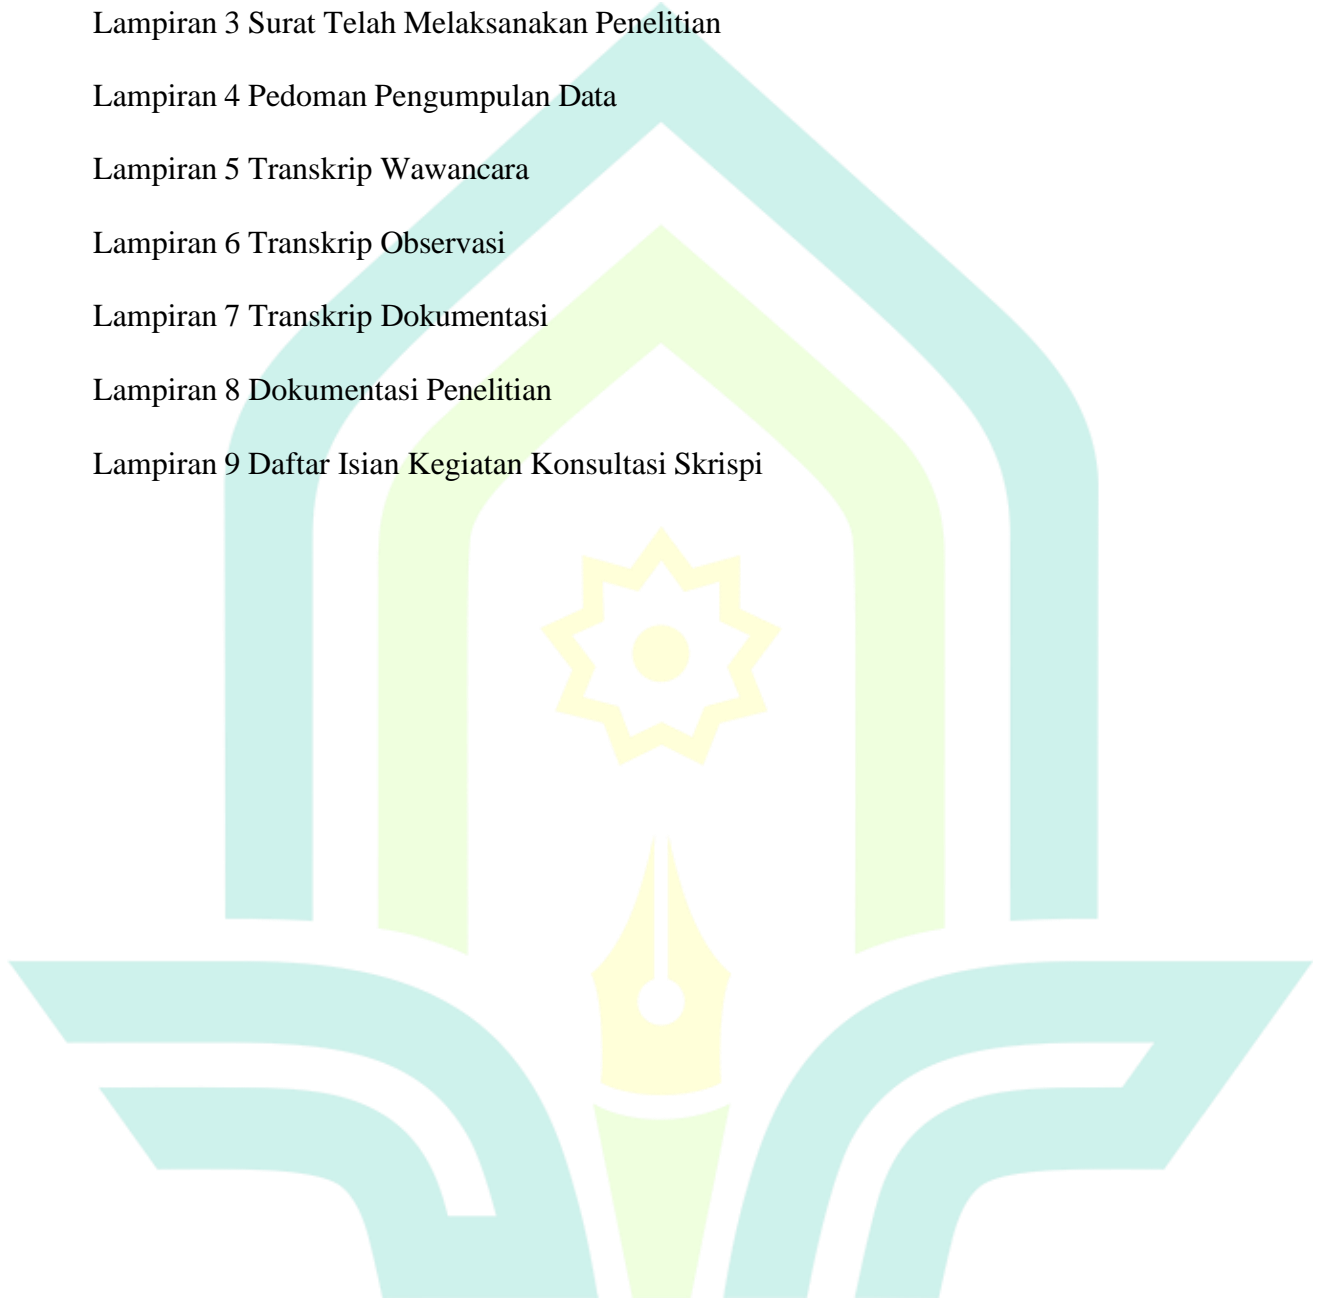 Lampiran 3 Surat Telah Melaksanakan Penelitian
Lampiran 4 Pedoman Pengumpulan Data
Lampiran 5 Transkrip Wawancara
Lampiran 6 Transkrip Observasi
Lampiran 7 Transkrip Dokumentasi
Lampiran 8 Dokumentasi Penelitian
Lampiran 9 Daftar Isian Kegiatan Konsultasi Skrispi